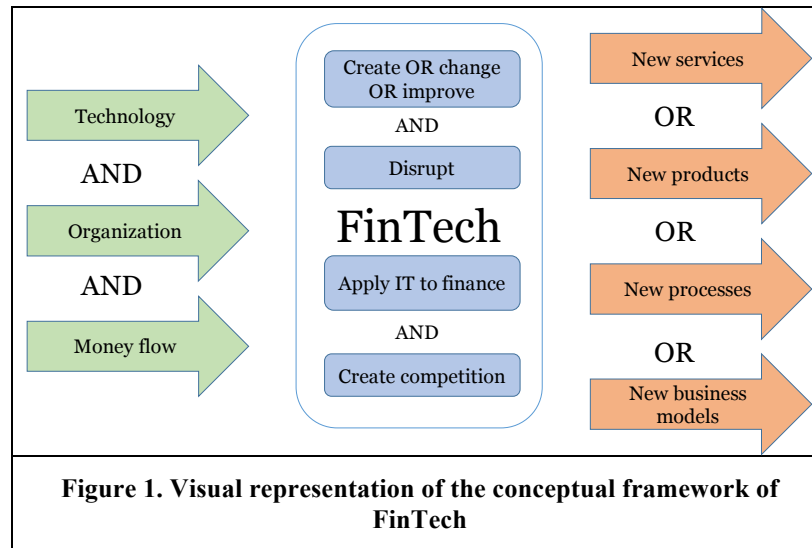 Technology
AND
Organization
AND
Money flow
Create OR change
OR improve
AND
Disrupt
FinTech
Apply IT to finance
AND
Create competition
New services
OR
New products
OR
New processes
OR
New business
models
Figure 1. Visual representation of the conceptual framework of
FinTech